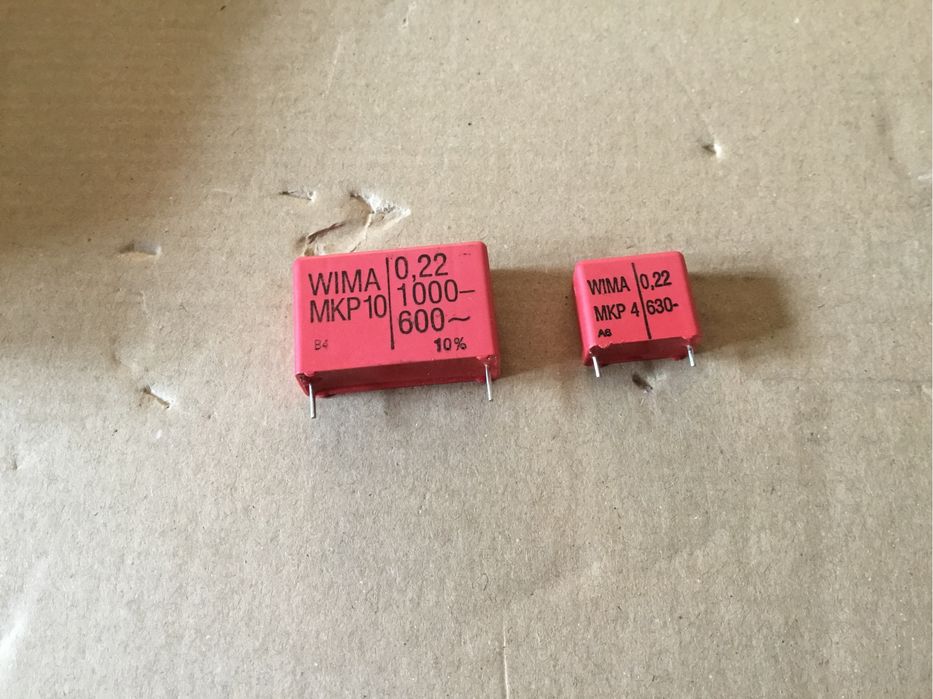 WIMA
MKP10
0,22
1000–
600~
B4
10%
WIMA
MKP 4
0,22
630-
A8